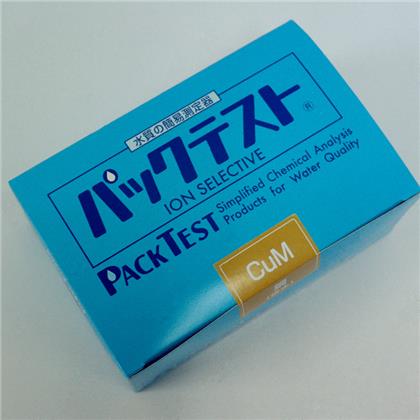 水質の簡易測定器
パックテスト®
ION SELECTIVE
PACKTEST
Simplified Chemical Analysis
Products for Water Quality
CuM
銅